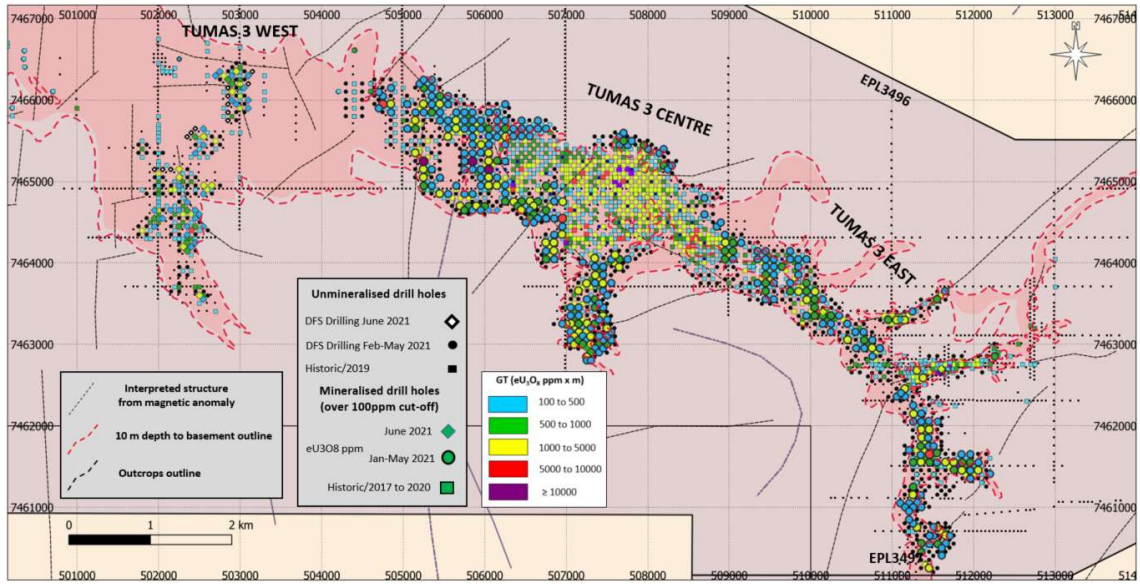 501000 502000 503000 504000 505000 506000 507000 508000 509000 510000 511000 512000 513000 514
7467000 7467000
TUMAS 3 WEST
N
EPL3496
TUMAS 3 CENTRE
7466000 7466000
7465000 7465000
TUMAS 3 EAST
7464000 7464000
7463000 7463000
7462000 7462000
7461000 7461000
Unmineralised drill holes
DFS Drilling June 2021
DFS Drilling Feb-May 2021
Historic/2019
Mineralised drill holes
(over 100ppm cut-off)
June 2021
eU3O8 ppm
Jan-May 2021
Historic/2017 to 2020
Interpreted structure
from magnetic anomaly
10 m depth to basement outline
Outcrops outline
GT (eU₃O₈ ppm x m)
100 to 500
500 to 1000
1000 to 5000
5000 to 10000
≥ 10000
0 1 2 km
501000 502000 503000 504000 505000 506000 507000 508000 509000 510000 511000 512000 513000 514